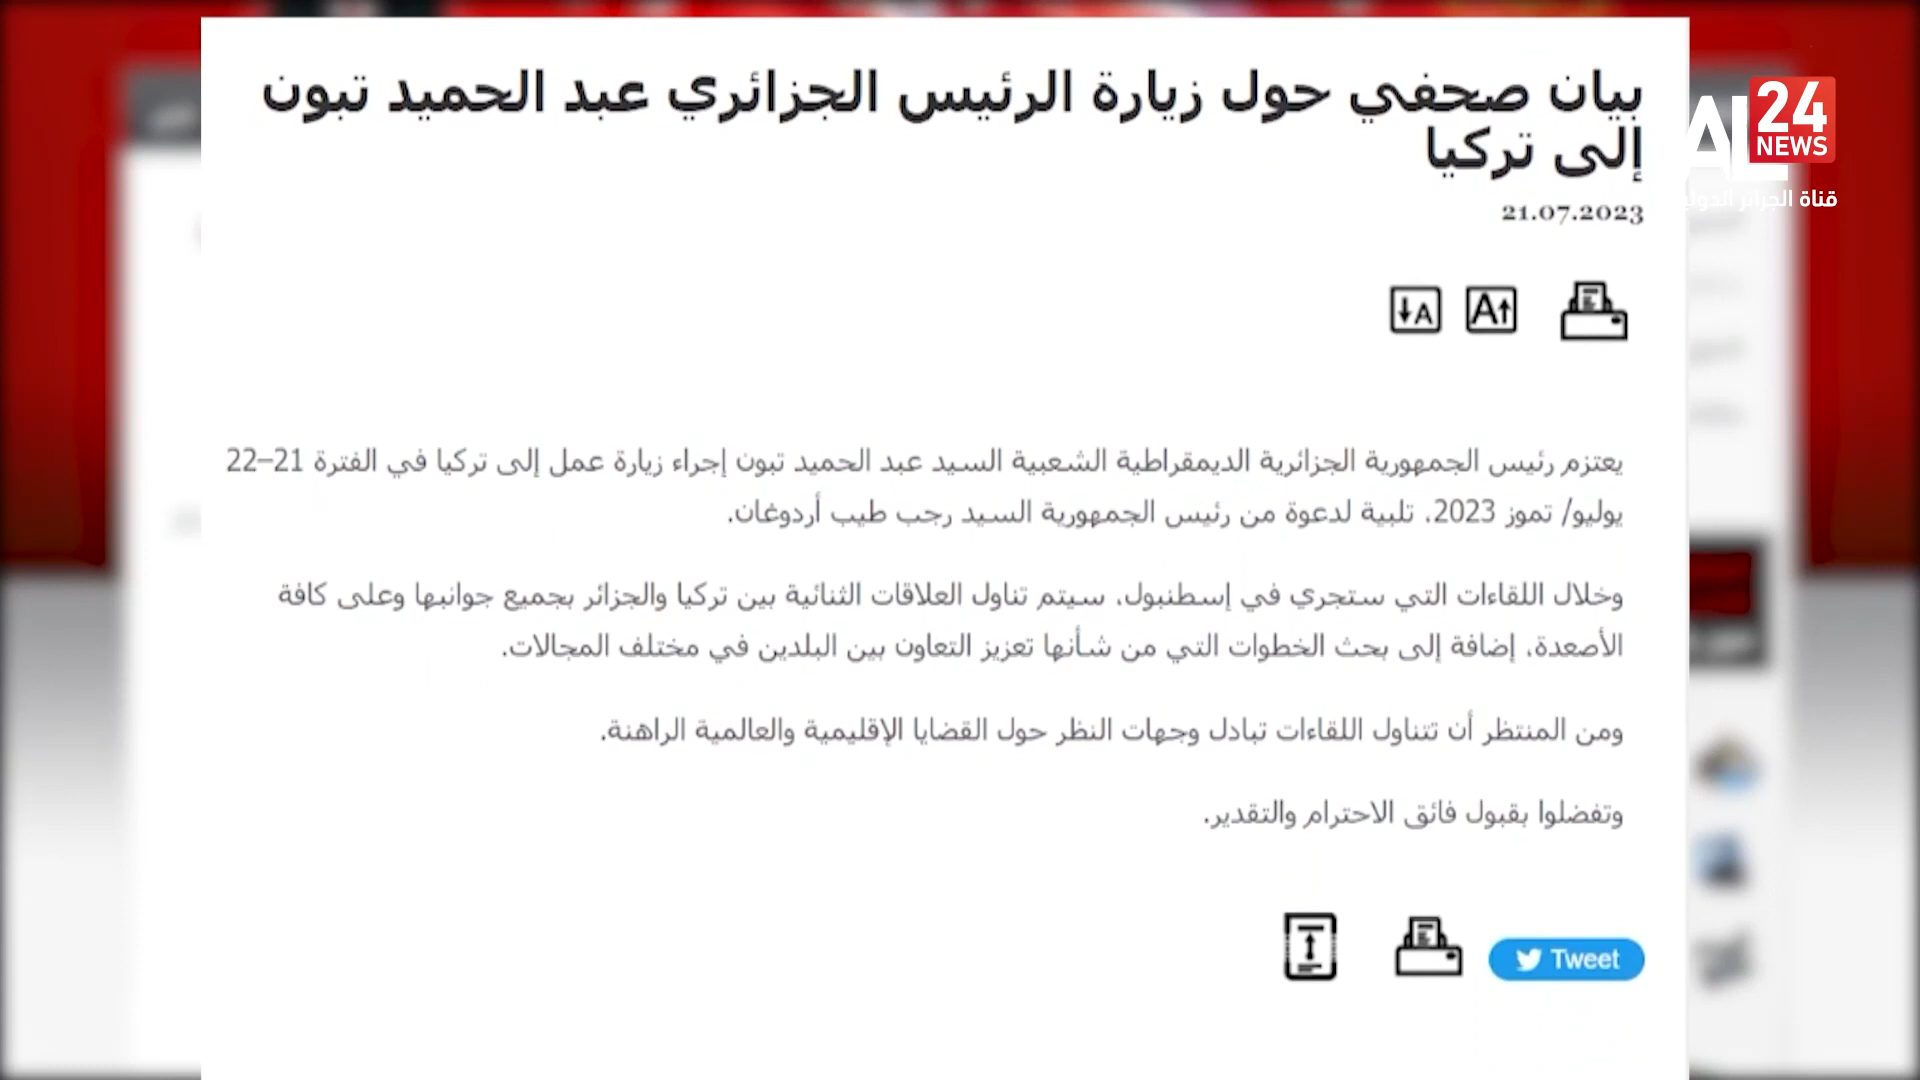 بيان صحفي حول زيارة الرئيس الجزائري عبد الحميد تبون
إلى تركيا
21.07.2023
AL 24 NEWS
قناة الجزائر الدولية
↓A A↑
يعتزم رئيس الجمهورية الجزائرية الديمقراطية الشعبية السيد عبد الحميد تبون إجراء زيارة عمل إلى تركيا في الفترة 21–22
يوليو/ تموز 2023، تلبية لدعوة من رئيس الجمهورية السيد رجب طيب أردوغان.
وخلال اللقاءات التي ستجري في إسطنبول، سيتم تناول العلاقات الثنائية بين تركيا والجزائر بجميع جوانبها وعلى كافة
الأصعدة، إضافة إلى بحث الخطوات التي من شأنها تعزيز التعاون بين البلدين في مختلف المجالات.
ومن المنتظر أن تتناول اللقاءات تبادل وجهات النظر حول القضايا الإقليمية والعالمية الراهنة.
وتفضلوا بقبول فائق الاحترام والتقدير.
Tweet